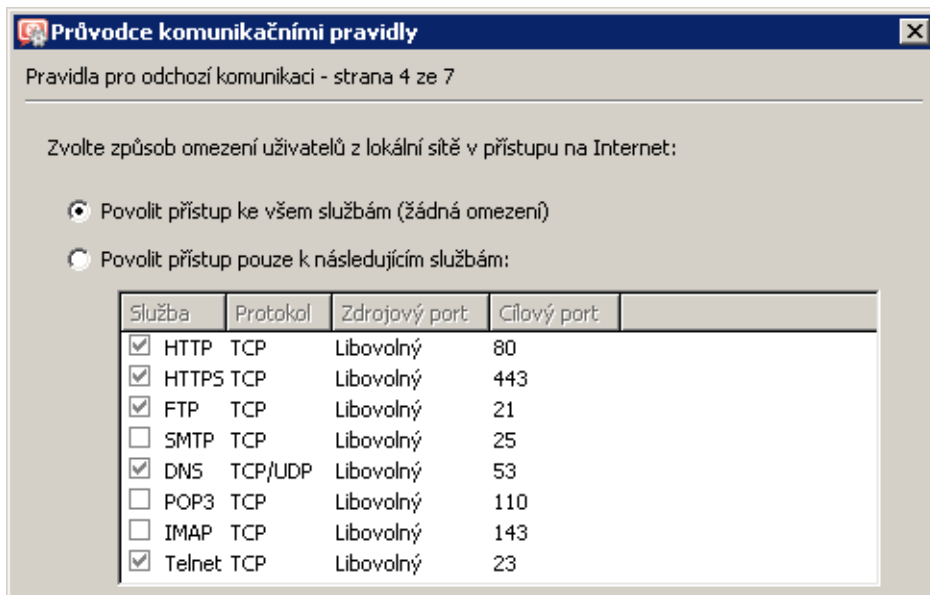 Průvodce komunikačními pravidly
Pravidla pro odchozí komunikaci - strana 4 ze 7
Zvolte způsob omezení uživatelů z lokální sítě v přístupu na Internet:
Povolit přístup ke všem službám (žádná omezení)
Povolit přístup pouze k následujícím službám:
Služba Protokol Zdrojový port Cílový port
HTTP TCP Libovolný 80
HTTPS TCP Libovolný 443
FTP TCP Libovolný 21
SMTP TCP Libovolný 25
DNS TCP/UDP Libovolný 53
POP3 TCP Libovolný 110
IMAP TCP Libovolný 143
Telnet TCP Libovolný 23